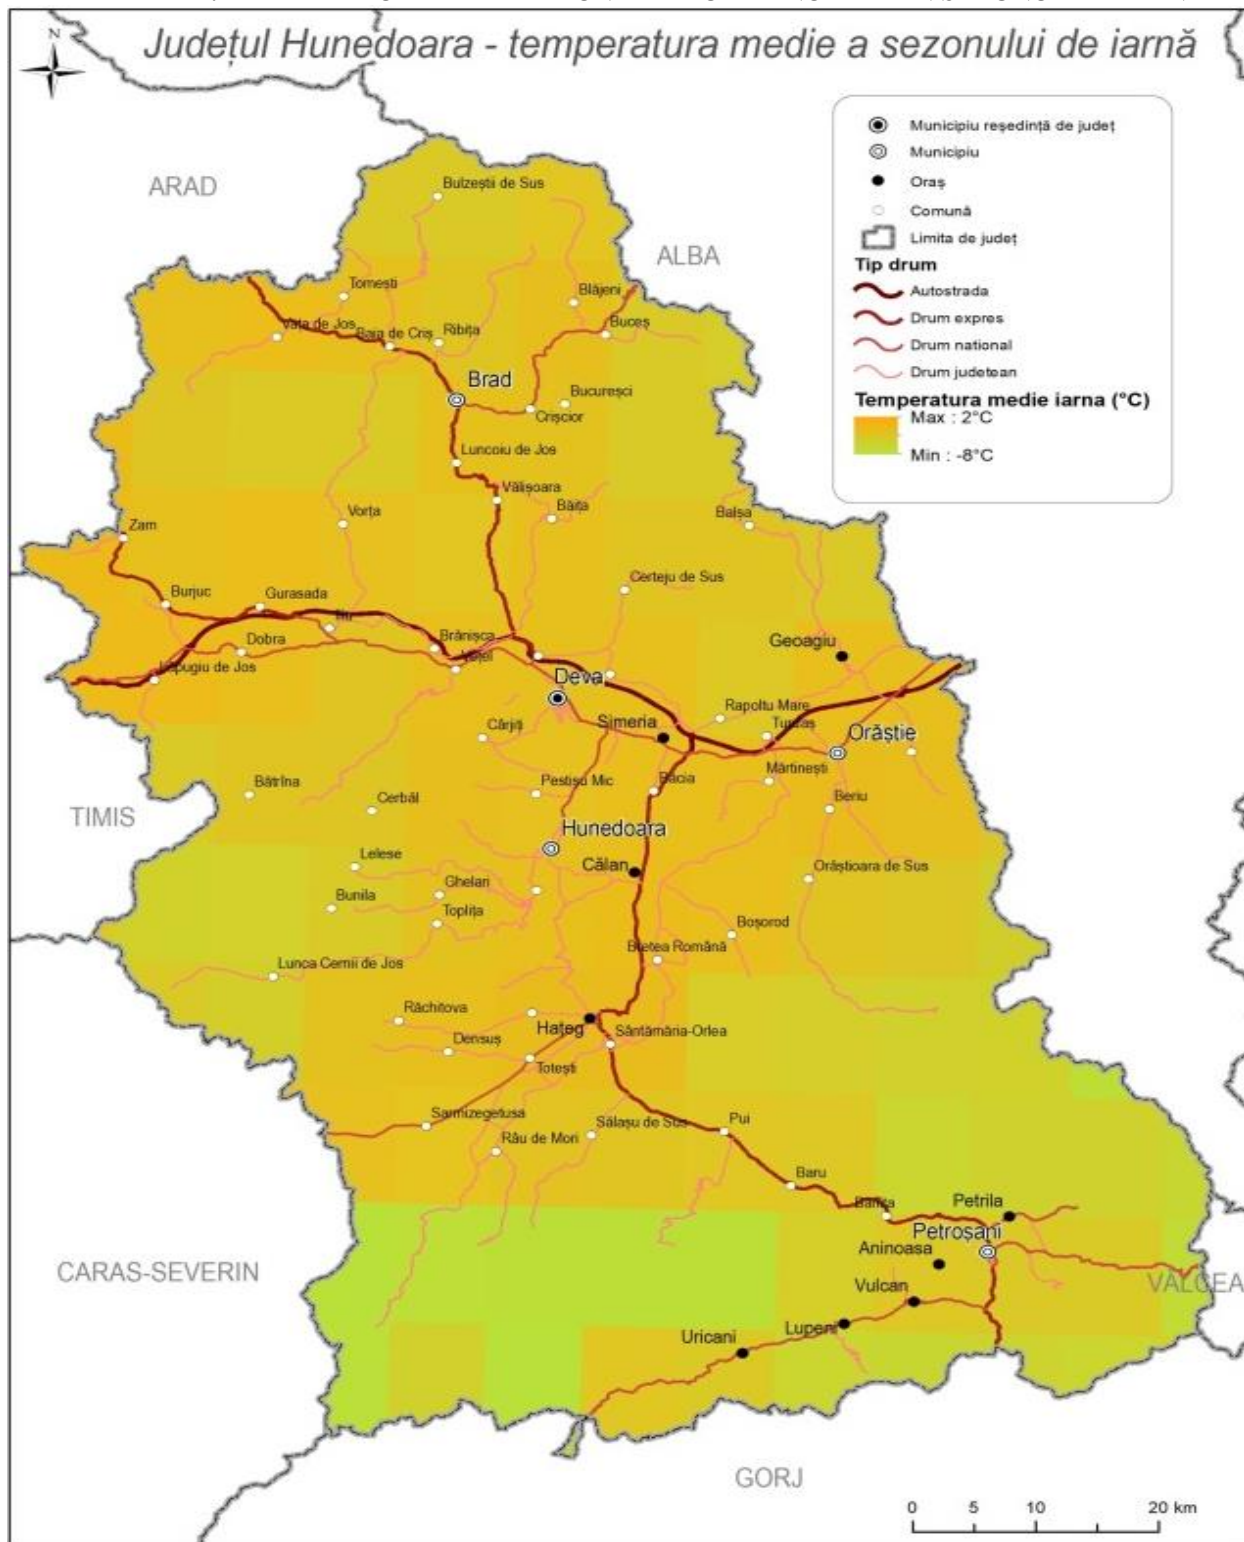 Județul Hunedoara - temperatura medie a sezonului de iarnă
N
Municipiu reședință de județ
Municipiu
Oraș
Comună
Limita de județ
Tip drum
Autostrada
Drum expres
Drum national
Drum judetean
Temperatura medie iarna (°C)
Max : 2°C
Min : -8°C
ARAD
ALBA
Bulzeștii de Sus
Tomești
Blăjeni
Vața de Jos
Baia de Criș
Ribița
Buceș
Brad
Bucureșci
Crișcior
Luncoiu de Jos
Vălișoara
Băița
Balșa
Vorța
Zam
Certeju de Sus
Burjuc
Gurasada
Ilia
Dobra
Brănișca
Geoagiu
Lăpugiu de Jos
Vețel
Deva
Rapoltu Mare
Cârjiți
Simeria
Turdaș
Orăștie
Bătrîna
Pestișu Mic
Băcia
Mărtinești
Cerbăl
Beriu
TIMIS
Hunedoara
Lelese
Călan
Orăștioara de Sus
Bunila
Ghelari
Toplița
Boșorod
Bretea Română
Lunca Cernii de Jos
Răchitova
Hațeg
Sântămăria-Orlea
Densuș
Totești
Sarmizegetusa
Sălașu de Sus
Pui
Râu de Mori
Baru
Bănița
Petrila
Petroșani
Aninoasa
CARAS-SEVERIN
VALCEA
Vulcan
Lupeni
Uricani
GORJ
0 5 10 20 km